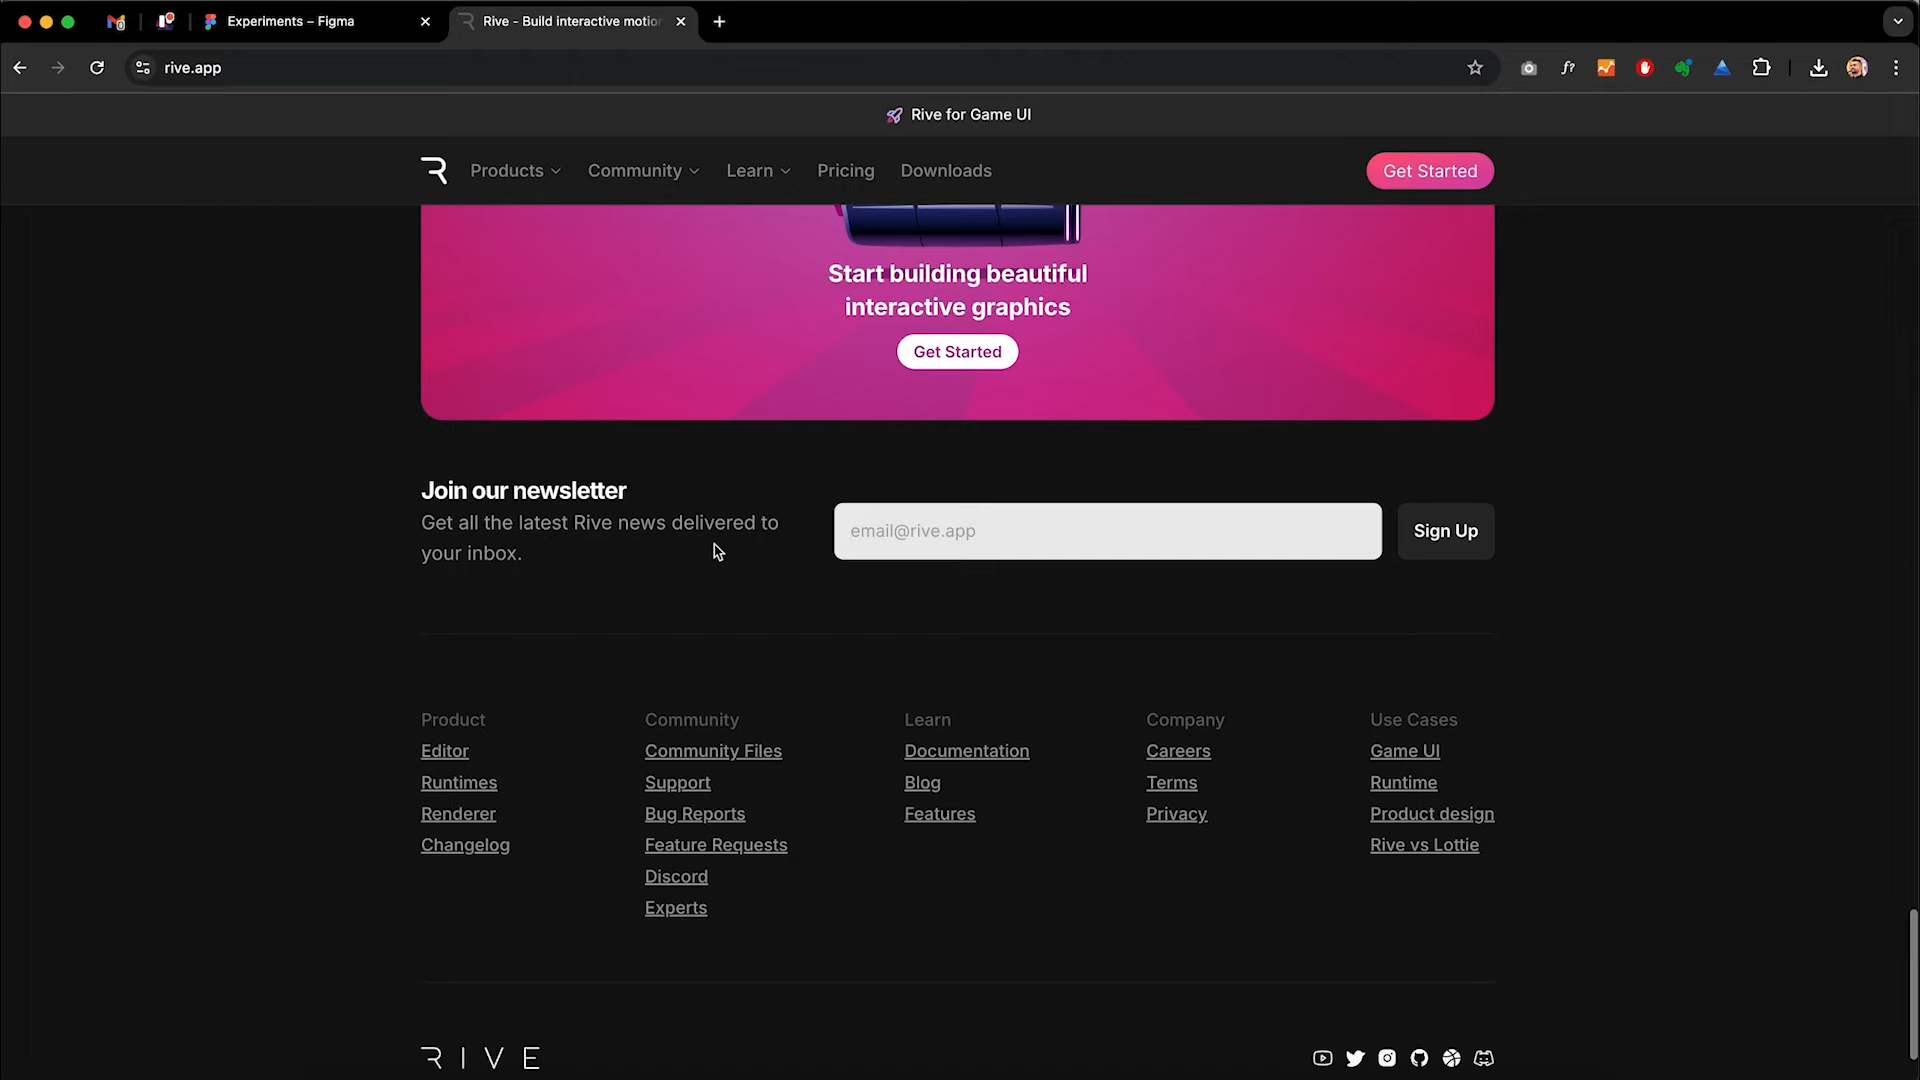 Experiments – Figma
Rive - Build interactive motion
rive.app
f?
Rive for Game UI
Products
Community
Learn
Pricing
Downloads
Get Started
Start building beautiful
interactive graphics
Get Started
Join our newsletter
Get all the latest Rive news delivered to
your inbox.
email@rive.app
Sign Up
Product
Editor
Runtimes
Renderer
Changelog
Community
Community Files
Support
Bug Reports
Feature Requests
Discord
Experts
Learn
Documentation
Blog
Features
Company
Careers
Terms
Privacy
Use Cases
Game UI
Runtime
Product design
Rive vs Lottie
RIVE